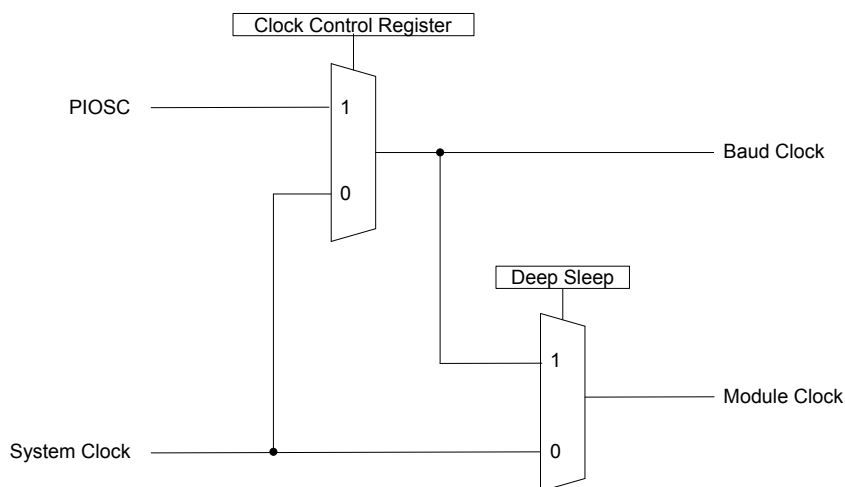 Clock Control Register
PIOSC
1
Baud Clock
0
Deep Sleep
1
Module Clock
System Clock
0